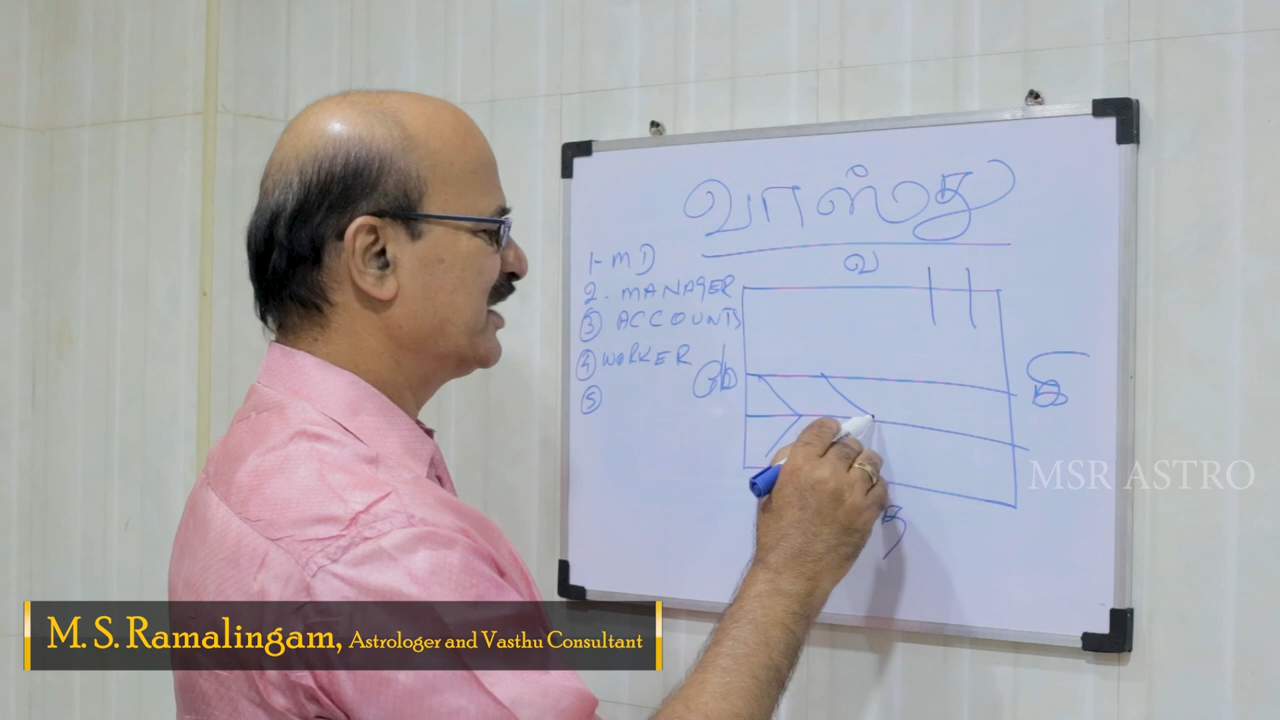 வாஸ்து
வ
1- MD
2. MANAGER
③ ACCOUNTS
④ WORKER
மே
கி
⑤
MSR ASTRO
த
M. S. Ramalingam, Astrologer and Vasthu Consultant